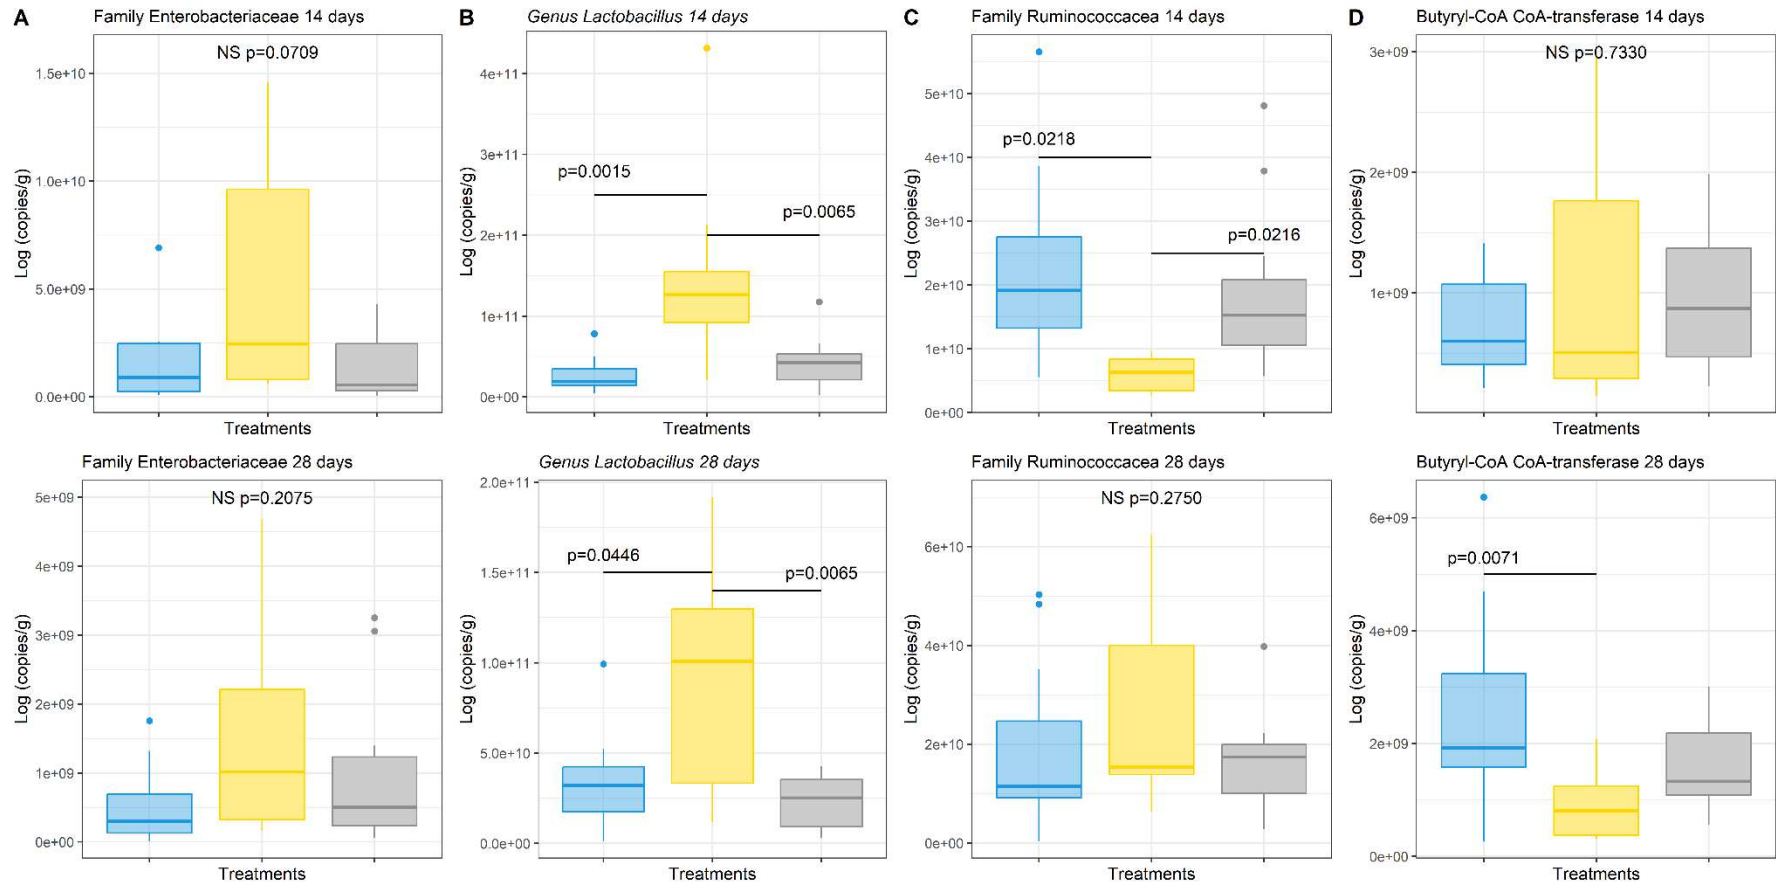 A
Family Enterobacteriaceae 14 days
NS p=0.0709
1.5e+10
1.0e+10
5.0e+09
0.0e+00
Log (copies/g)
Treatments
B
Genus Lactobacillus 14 days
4e+11
3e+11
2e+11
1e+11
0e+00
p=0.0015
p=0.0065
Log (copies/g)
Treatments
C
Family Ruminococcacea 14 days
5e+10
4e+10
3e+10
2e+10
1e+10
0e+00
p=0.0218
p=0.0216
Log (copies/g)
Treatments
D
Butyryl-CoA CoA-transferase 14 days
NS p=0.7330
3e+09
2e+09
1e+09
Log (copies/g)
Treatments
Family Enterobacteriaceae 28 days
NS p=0.2075
5e+09
4e+09
3e+09
2e+09
1e+09
0e+00
Log (copies/g)
Treatments
Genus Lactobacillus 28 days
2.0e+11
1.5e+11
1.0e+11
5.0e+10
0.0e+00
p=0.0446
p=0.0065
Log (copies/g)
Treatments
Family Ruminococcacea 28 days
NS p=0.2750
6e+10
4e+10
2e+10
0e+00
Log (copies/g)
Treatments
Butyryl-CoA CoA-transferase 28 days
6e+09
4e+09
2e+09
0e+00
p=0.0071
Log (copies/g)
Treatments